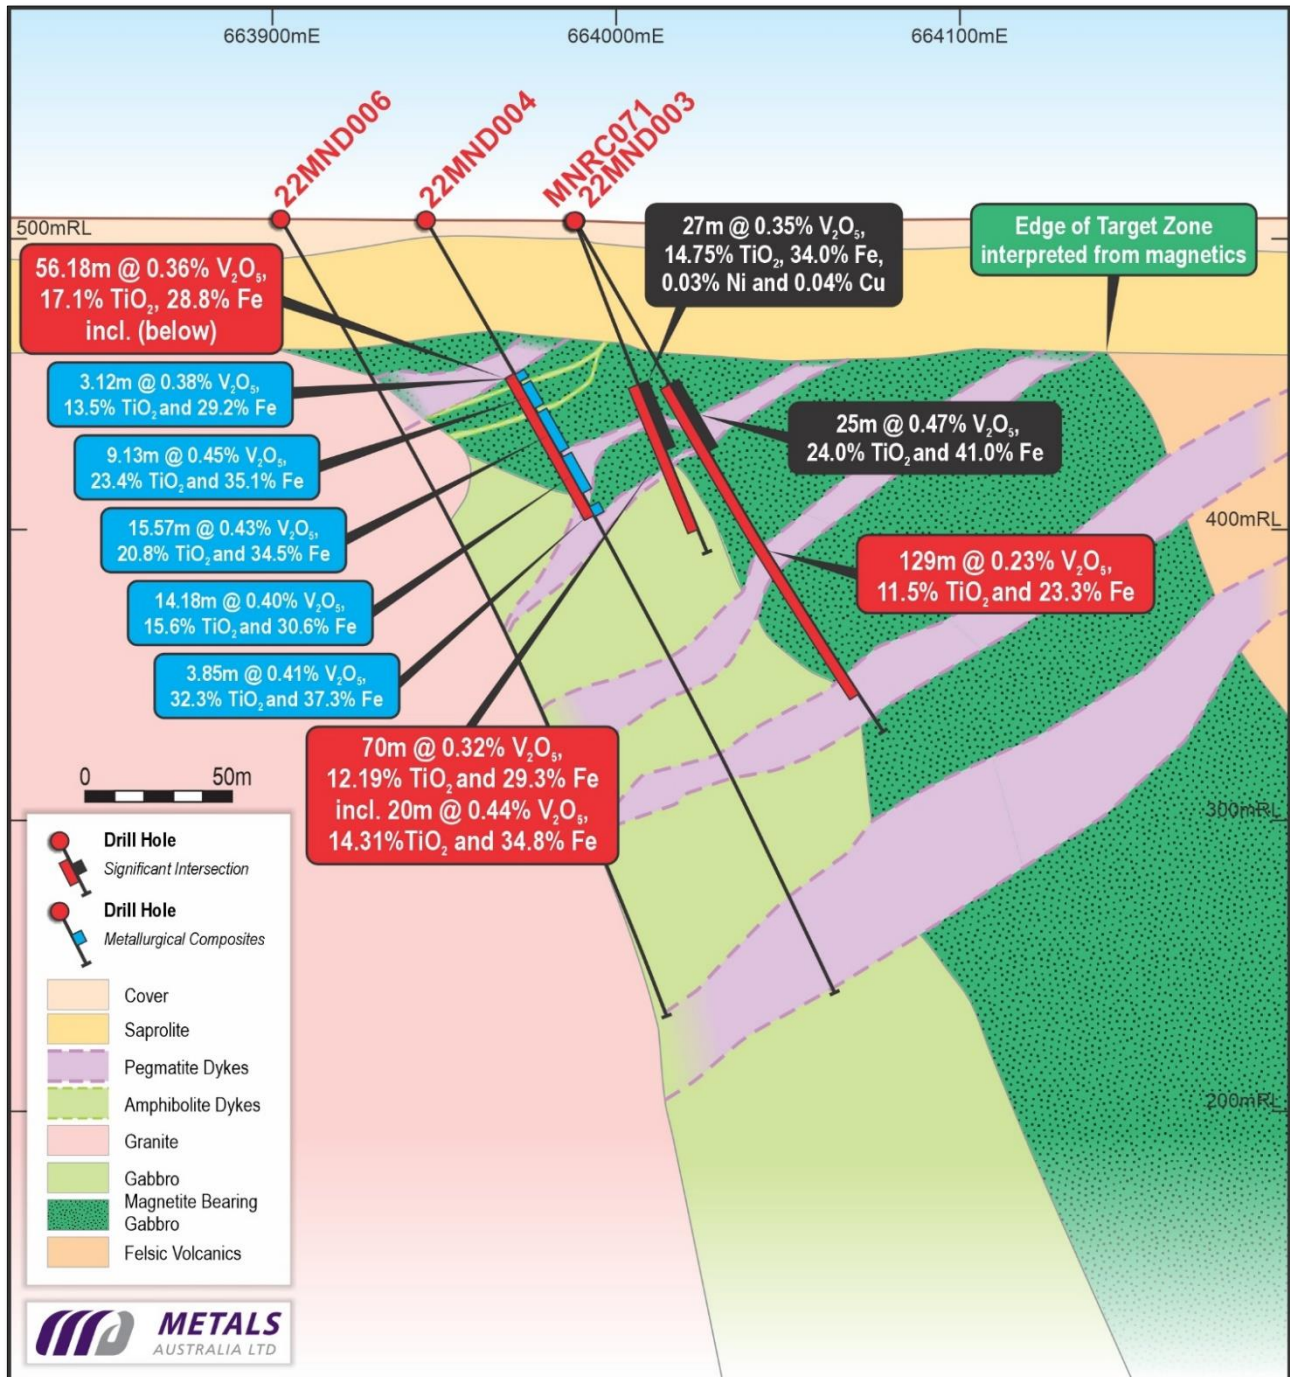 663900mE
664000mE
664100mE
22MND006
22MND004
MNRC071
22MND003
500mRL
56.18m @ 0.36% V₂O₅,
17.1% TiO₂, 28.8% Fe
incl. (below)
27m @ 0.35% V₂O₅,
14.75% TiO₂, 34.0% Fe,
0.03% Ni and 0.04% Cu
Edge of Target Zone
interpreted from magnetics
3.12m @ 0.38% V₂O₅,
13.5% TiO₂ and 29.2% Fe
25m @ 0.47% V₂O₅,
24.0% TiO₂ and 41.0% Fe
9.13m @ 0.45% V₂O₅,
23.4% TiO₂ and 35.1% Fe
400mRL
15.57m @ 0.43% V₂O₅,
20.8% TiO₂ and 34.5% Fe
129m @ 0.23% V₂O₅,
11.5% TiO₂ and 23.3% Fe
14.18m @ 0.40% V₂O₅,
15.6% TiO₂ and 30.6% Fe
3.85m @ 0.41% V₂O₅,
32.3% TiO₂ and 37.3% Fe
70m @ 0.32% V₂O₅,
12.19% TiO₂ and 29.3% Fe
incl. 20m @ 0.44% V₂O₅,
14.31%TiO₂ and 34.8% Fe
0 50m
300mRL
Drill Hole
Significant Intersection
Drill Hole
Metallurgical Composites
Cover
Saprolite
Pegmatite Dykes
Amphibolite Dykes
Granite
Gabbro
Magnetite Bearing
Gabbro
Felsic Volcanics
200mRL
METALS
AUSTRALIA LTD